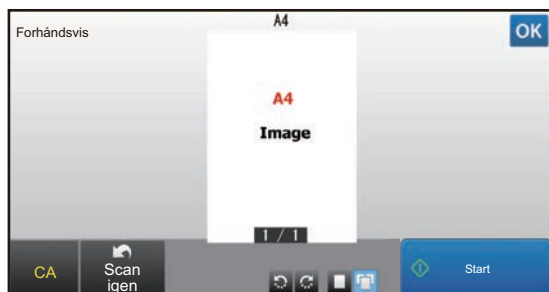 A4
Forhåndsvis
OK
A4
Image
1 / 1
CA
Scan
igen
Start